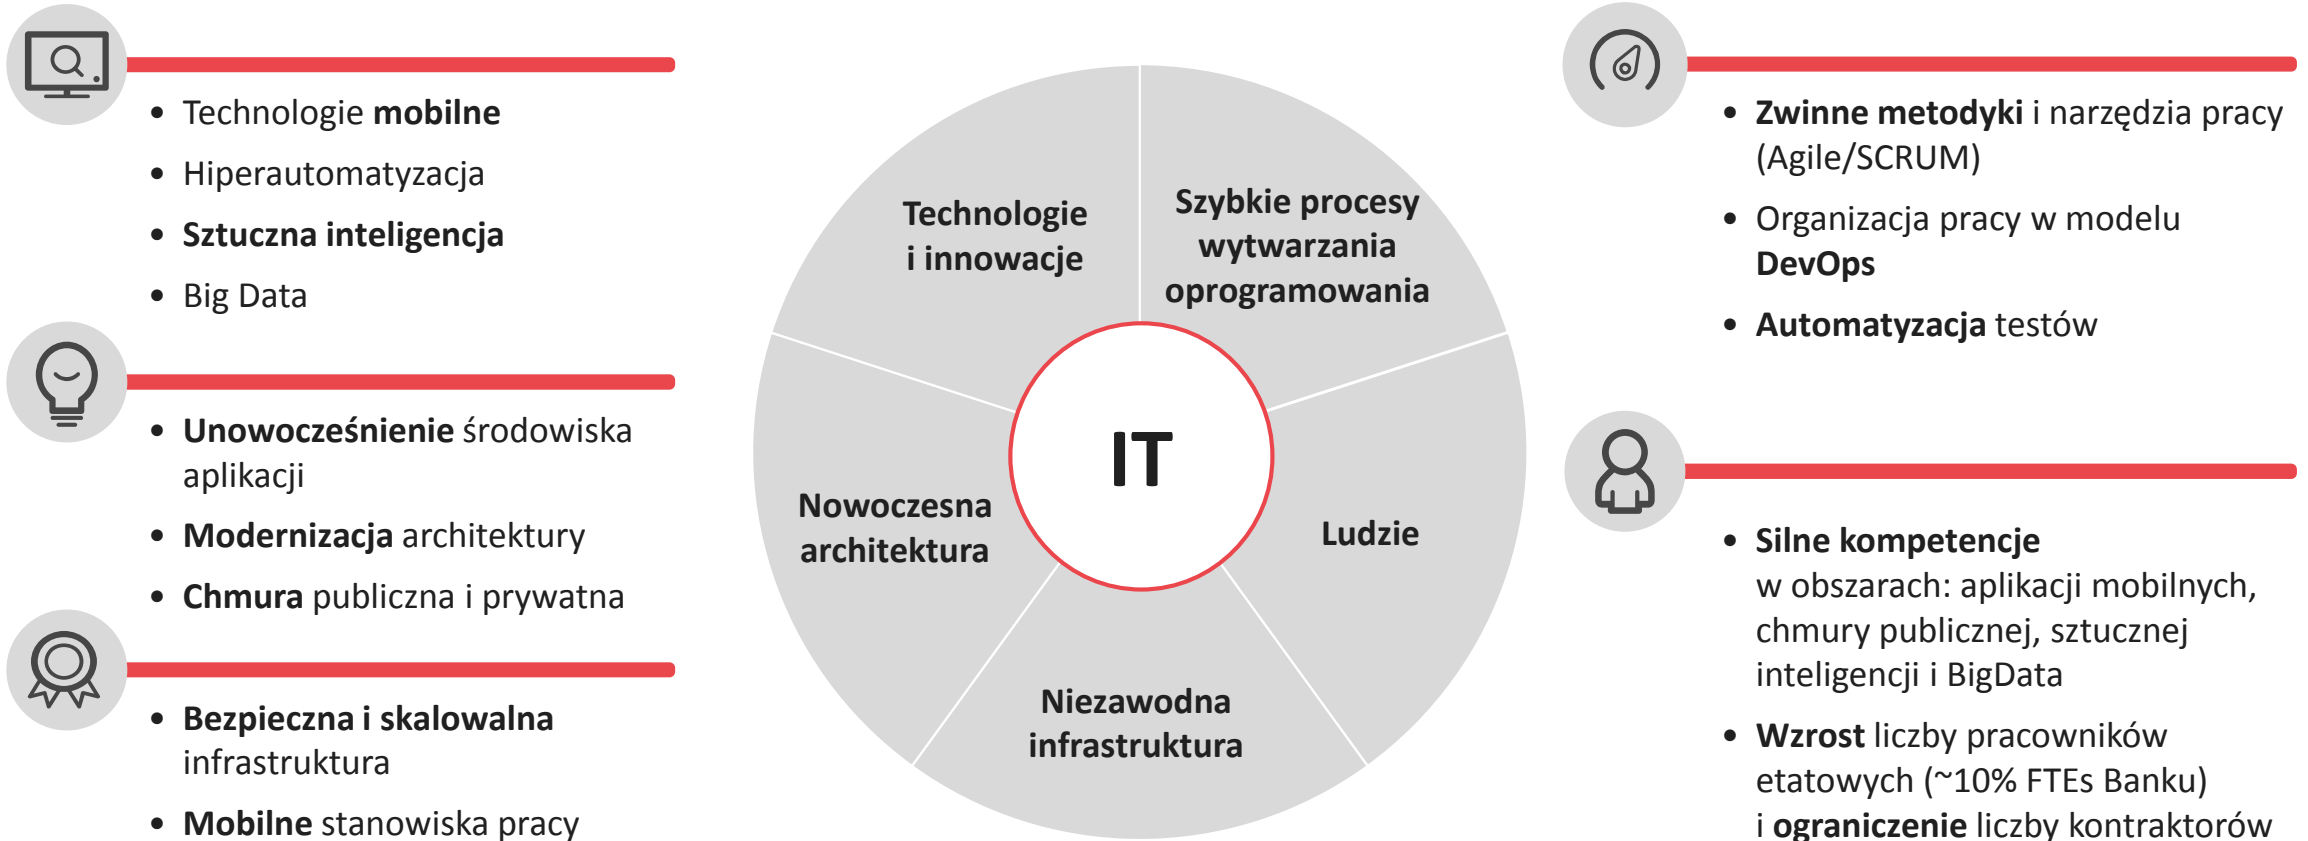 • Technologie mobilne
• Hiperautomatyzacja
• Sztuczna inteligencja
• Big Data
• Unowocześnienie środowiska
aplikacji
• Modernizacja architektury
• Chmura publiczna i prywatna
• Bezpieczna i skalowalna
infrastruktura
• Mobilne stanowiska pracy
Technologie
i innowacje
Szybkie procesy
wytwarzania
oprogramowania
IT
Nowoczesna
architektura
Ludzie
Niezawodna
infrastruktura
• Zwinne metodyki i narzędzia pracy
(Agile/SCRUM)
• Organizacja pracy w modelu
DevOps
• Automatyzacja testów
• Silne kompetencje
w obszarach: aplikacji mobilnych,
chmury publicznej, sztucznej
inteligencji i BigData
• Wzrost liczby pracowników
etatowych (~10% FTEs Banku)
i ograniczenie liczby kontraktorów